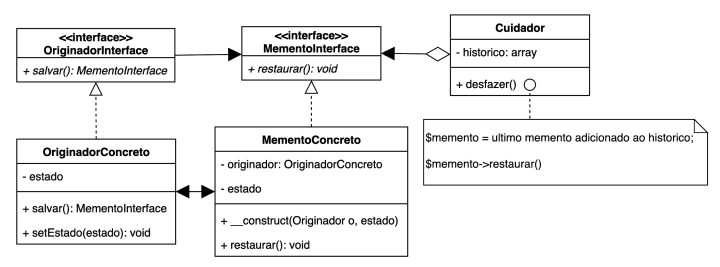 <<interface>>
OriginadorInterface
+ salvar(): MementoInterface
<<interface>>
MementoInterface
+ restaurar(): void
Cuidador
- historico: array
+ desfazer()
$memento = ultimo memento adicionado ao historico;
$memento->restaurar()
OriginadorConcreto
- estado
+ salvar(): MementoInterface
+ setEstado(estado): void
MementoConcreto
- originador: OriginadorConcreto
- estado
+ __construct(Originador o, estado)
+ restaurar(): void